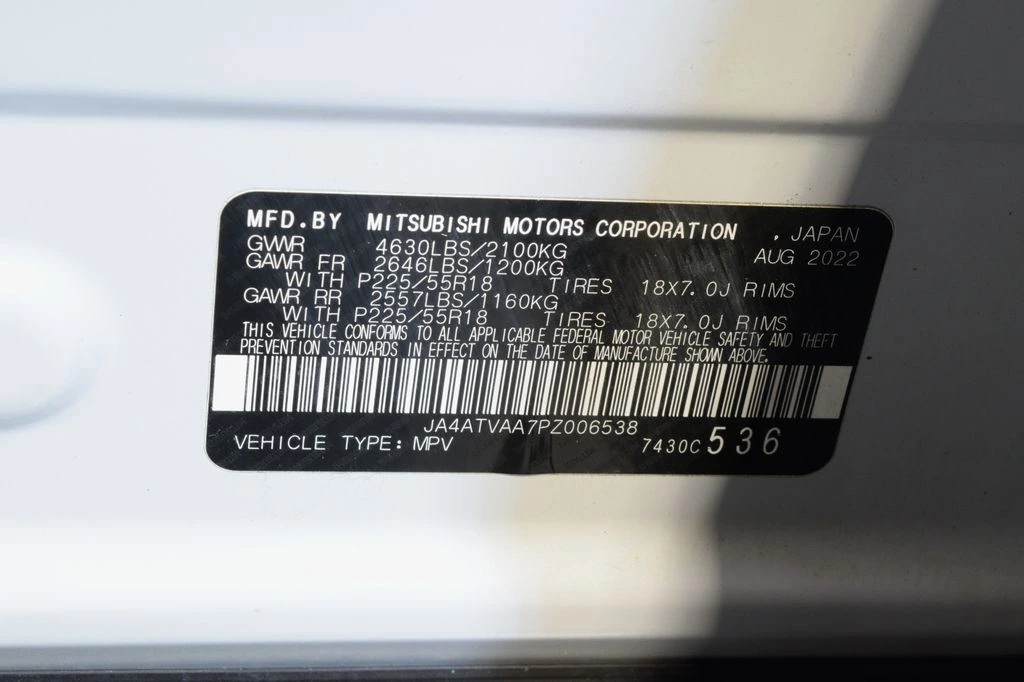 MFD.BY MITSUBISHI MOTORS CORPORATION , JAPAN
GVWR 4630LBS/2100KG AUG 2022
GAWR FR 2646LBS/1200KG
WITH P225/55R18 TIRES 18X7.0J RIMS
GAWR RR 2557LBS/1160KG
WITH P225/55R18 TIRES 18X7.0J RIMS
THIS VEHICLE CONFORMS TO ALL APPLICABLE FEDERAL MOTOR VEHICLE SAFETY AND THEFT
PREVENTION STANDARDS IN EFFECT ON THE DATE OF MANUFACTURE SHOWN ABOVE.
JA4ATVAA7PZ006538
VEHICLE TYPE: MPV 7430C 536